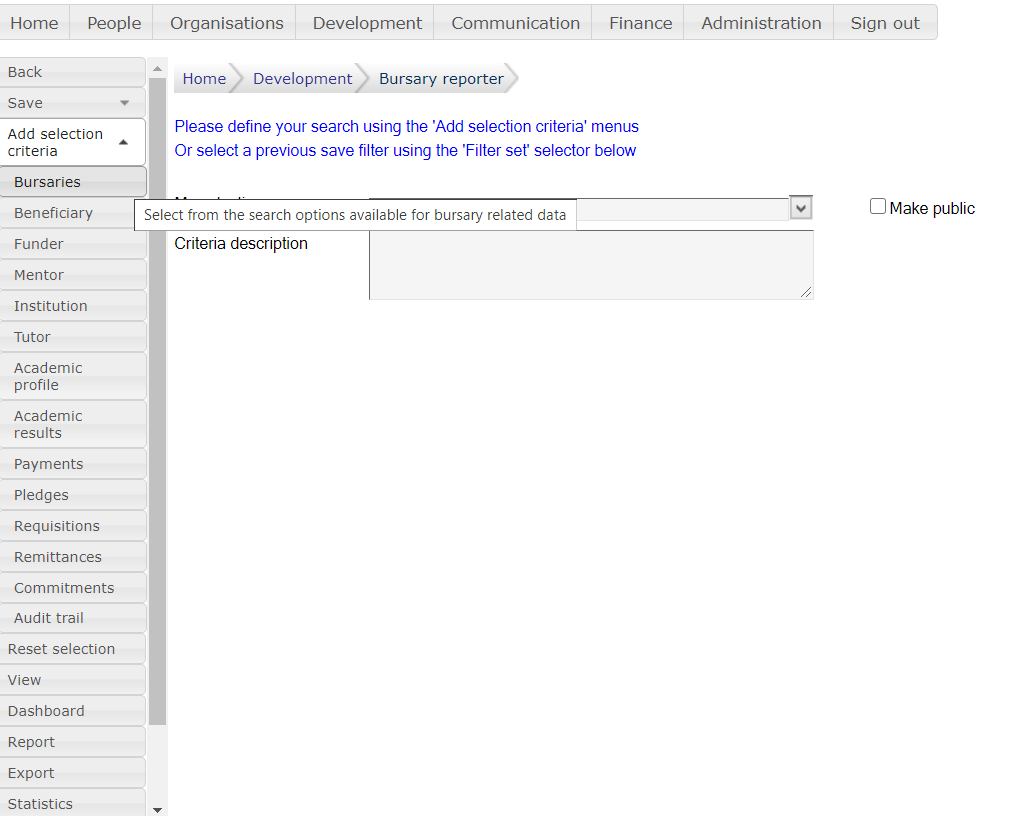 Home People Organisations Development Communication Finance Administration Sign out
Back
Save
Add selection
criteria
Bursaries
Beneficiary
Funder
Mentor
Institution
Tutor
Academic
profile
Academic
results
Payments
Pledges
Requisitions
Remittances
Commitments
Audit trail
Reset selection
View
Dashboard
Report
Export
Statistics
Home Development Bursary reporter
Please define your search using the 'Add selection criteria' menus
Or select a previous save filter using the 'Filter set' selector below
Select from the search options available for bursary related data
Make public
Criteria description